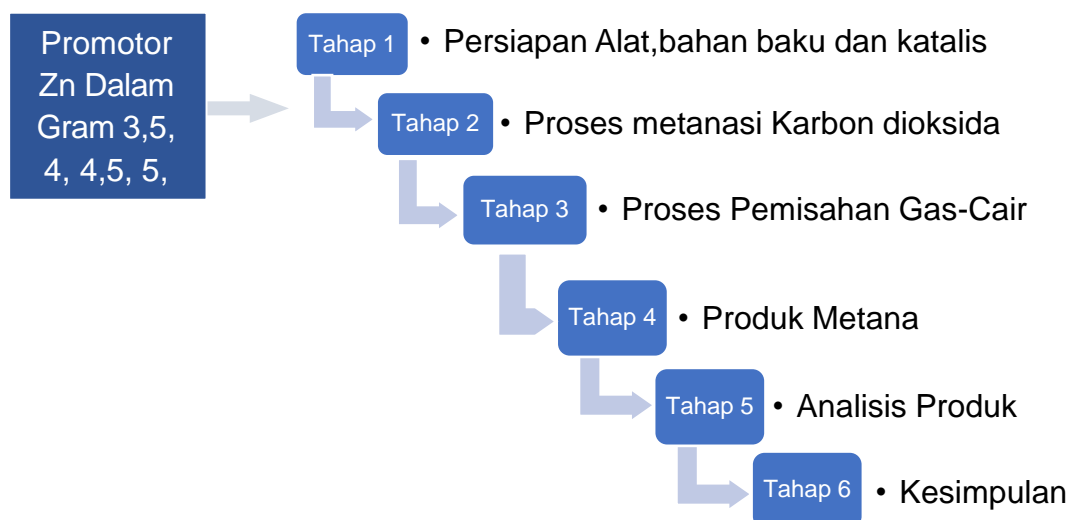 Promotor
Zn Dalam
Gram 3,5,
4, 4,5, 5,
Tahap 1
• Persiapan Alat,bahan baku dan katalis
Tahap 2
• Proses metanasi Karbon dioksida
Tahap 3
• Proses Pemisahan Gas-Cair
Tahap 4
• Produk Metana
Tahap 5
• Analisis Produk
Tahap 6
• Kesimpulan